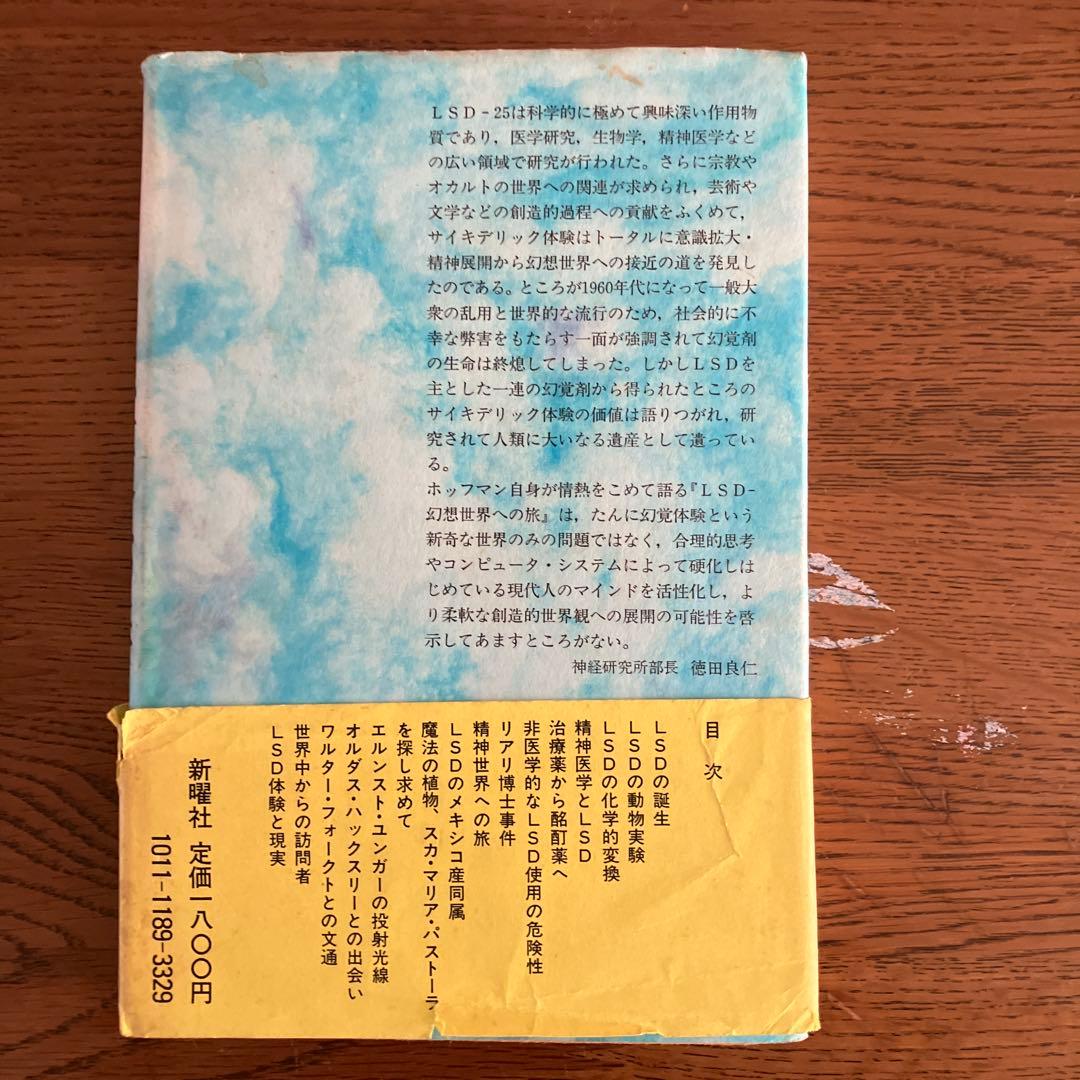 LSD-25は科学的に極めて興味深い作用物
質であり，医学研究，生物学，精神医学など
の広い領域で研究が行われた。さらに宗教や
オカルトの世界への関連が求められ，芸術や
文学などの創造的過程への貢献をふくめて，
サイキデリック体験はトータルに意識拡大・
精神展開から幻想世界への接近の道を発見し
たのである。ところが1960年代になって一般大
衆の乱用と世界的な流行のため，社会的に不
幸な弊害をもたらす一面が強調されて幻覚剤
の生命は終熄してしまった。しかしLSDを
主とした一連の幻覚剤から得られたところの
サイキデリック体験の価値は語りつがれ，研
究されて人類に大いなる遺産として遺ってい
る。
ホッフマン自身が情熱をこめて語る『LSD-
幻想世界への旅』は，たんに幻覚体験という
新奇な世界のみの問題ではなく，合理的思考
やコンピュータ・システムによって硬化しは
じめている現代人のマインドを活性化し，よ
り柔軟な創造的世界観への展開の可能性を啓
示してあますところがない。
神経研究所部長 徳田良仁
目次
LSDの誕生
LSDの動物実験
LSDの化学的変換
精神医学とLSD
治療薬から酩酊薬へ
非医学的なLSD使用の危険性
リアリ博士事件
精神世界への旅
LSDのメキシコ産同属
魔法の植物、スカ・マリア・パストーラ
を探し求めて
エルンスト・ユンガーの投射光線
オルダス・ハックスリーとの出会い
ワルター・フォークトとの文通
世界中からの訪問者
LSD体験と現実
新曜社 定価一八〇〇円
1011-1189-3329